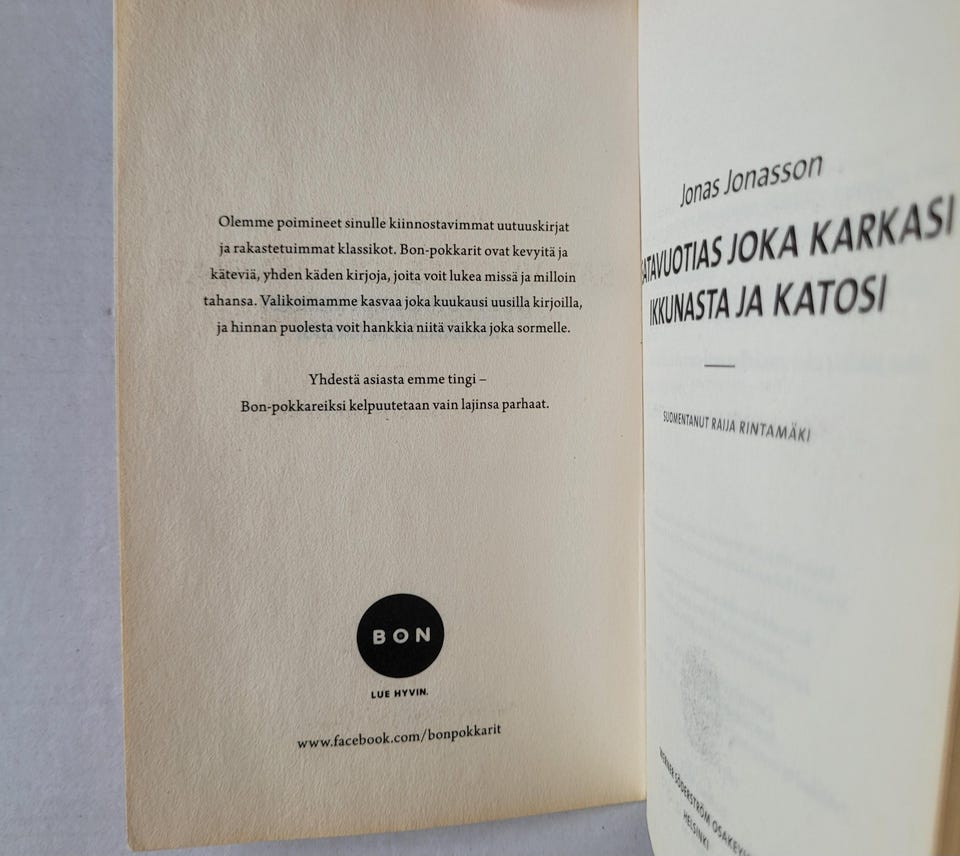 Olemme poimineet sinulle kiinnostavimmat uutuuskirjat
ja rakastetuimmat klassikot. Bon-pokkarit ovat kevyitä ja
käteviä, yhden käden kirjoja, joita voit lukea missä ja milloin
tahansa. Valikoimamme kasvaa joka kuukausi uusilla kirjoilla,
ja hinnan puolesta voit hankkia niitä vaikka joka sormelle.
Yhdestä asiasta emme tingi –
Bon-pokkareiksi kelpuutetaan vain lajinsa parhaat.
BON
LUE HYVIN.
www.facebook.com/bonpokkarit
Jonas Jonasson
JOKA KARKASI
IKKUNASTA JA KATOSI
SUOMENTANUT RAIJA RINTAMÄKI
WERNER SÖDERSTRÖM
HELSINKI